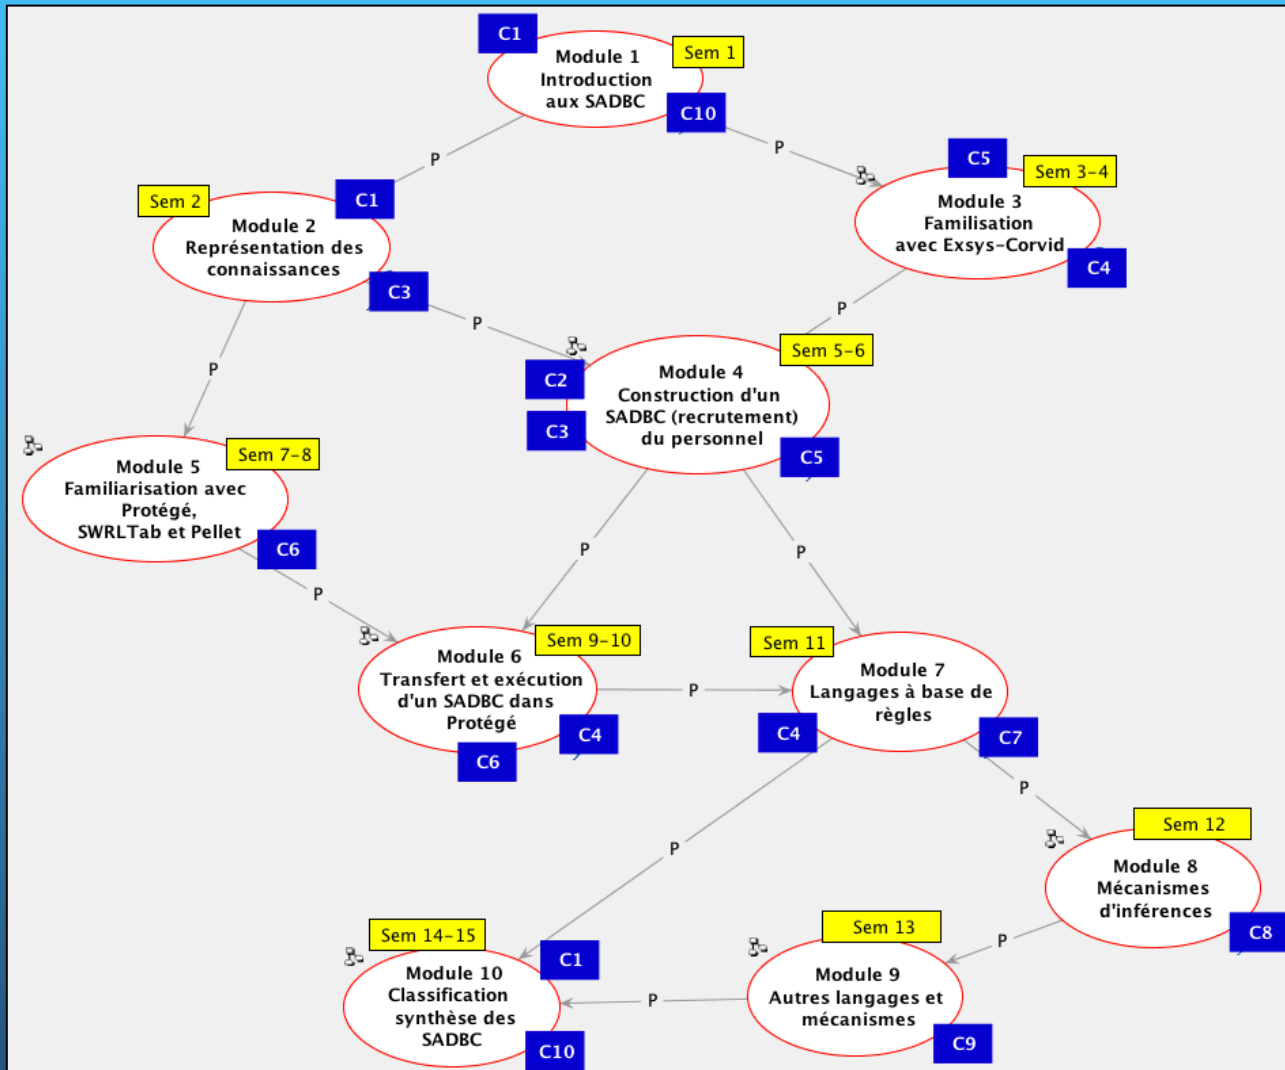 C1
Module 1
Introduction
aux SADBC
Sem 1
C10
P
P
C5
Sem 3-4
Module 3
Familisation
avec Exsys-Corvid
C4
Sem 2
C1
Module 2
Représentation des
connaissances
C3
P
P
P
Sem 5-6
C2
C3
Module 4
Construction d'un
SADBC (recrutement)
du personnel
C5
Sem 7-8
Module 5
Familiarisation avec
Protégé,
SWRLTab et Pellet
C6
P
P
P
Sem 9-10
Module 6
Transfert et exécution
d'un SADBC dans
Protégé
C4
C6
P
Sem 11
Module 7
Langages à base de
règles
C4
C7
P
P
Sem 12
Module 8
Mécanismes
d'inférences
C8
P
Sem 13
Module 9
Autres langages et
mécanismes
C9
P
Sem 14-15
C1
Module 10
Classification
synthèse des
SADBC
C10